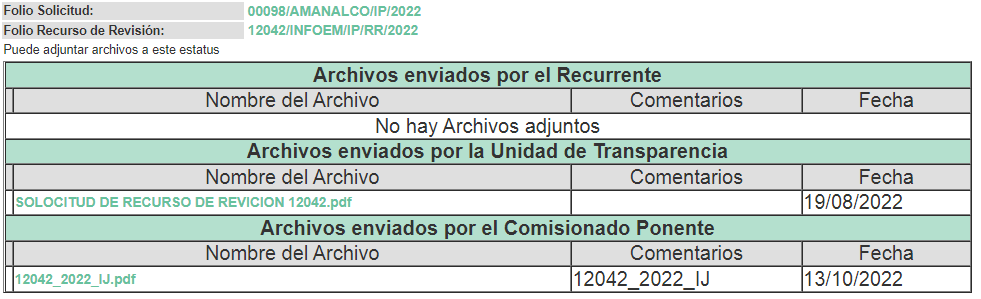 Folio Solicitud: 00098/AMANALCO/IP/2022
Folio Recurso de Revisión: 12042/INFOEM/IP/RR/2022
Puede adjuntar archivos a este estatus
Archivos enviados por el Recurrente
Nombre del Archivo Comentarios Fecha
No hay Archivos adjuntos
Archivos enviados por la Unidad de Transparencia
Nombre del Archivo Comentarios Fecha
SOLOCITUD DE RECURSO DE REVICION 12042.pdf 19/08/2022
Archivos enviados por el Comisionado Ponente
Nombre del Archivo Comentarios Fecha
12042_2022_IJ.pdf 12042_2022_IJ 13/10/2022